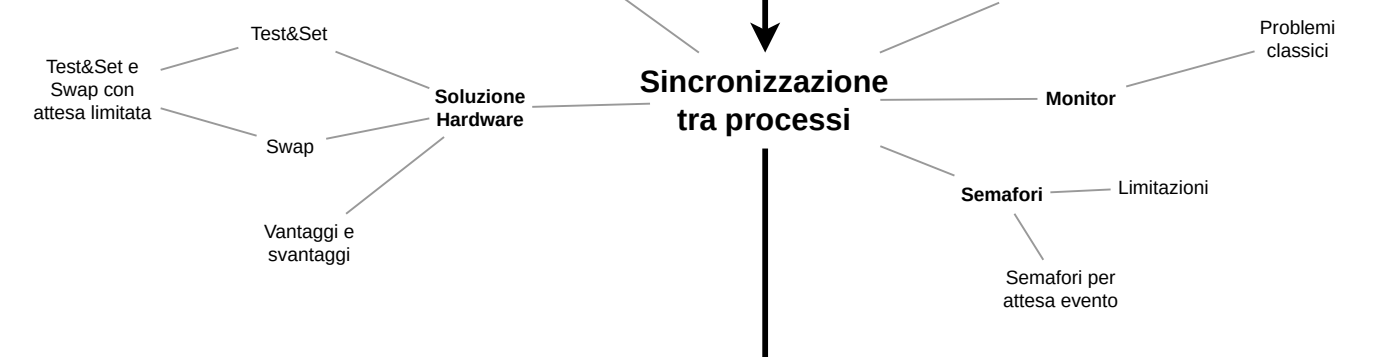 Test&Set
Test&Set e
Swap con
attesa limitata
Swap
Soluzione
Hardware
Vantaggi e
svantaggi
Sincronizzazione
tra processi
Problemi
classici
Monitor
Semafori
Limitazioni
Semafori per
attesa evento